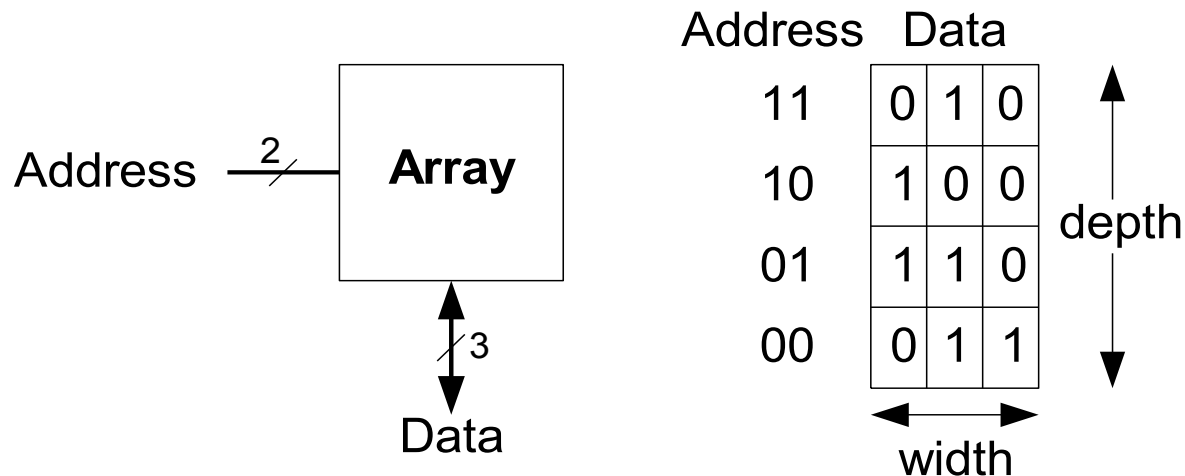 Address
2
Array
3
Data
Address Data
11 0 1 0
10 1 0 0
01 1 1 0
00 0 1 1
depth
width